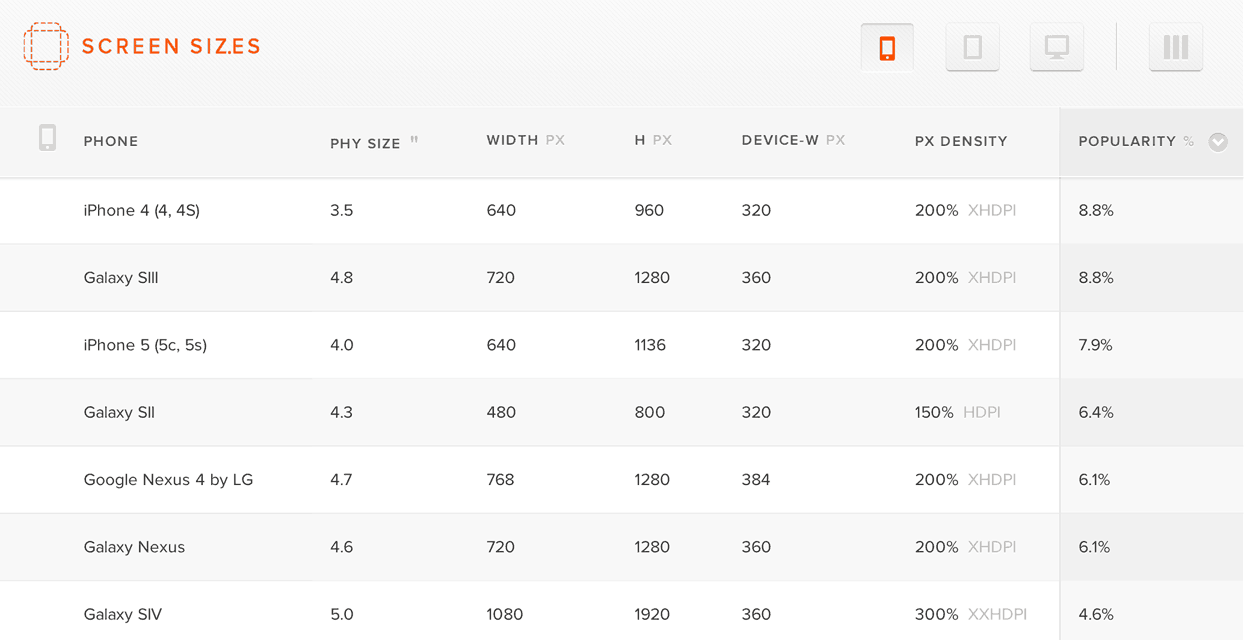 SCREEN SIZ.ES
PHONE PHY SIZE " WIDTH PX H PX DEVICE-W PX PX DENSITY POPULARITY %
iPhone 4 (4, 4S) 3.5 640 960 320 200% XHDPI 8.8%
Galaxy SIII 4.8 720 1280 360 200% XHDPI 8.8%
iPhone 5 (5c, 5s) 4.0 640 1136 320 200% XHDPI 7.9%
Galaxy SII 4.3 480 800 320 150% HDPI 6.4%
Google Nexus 4 by LG 4.7 768 1280 384 200% XHDPI 6.1%
Galaxy Nexus 4.6 720 1280 360 200% XHDPI 6.1%
Galaxy SIV 5.0 1080 1920 360 300% XXHDPI 4.6%